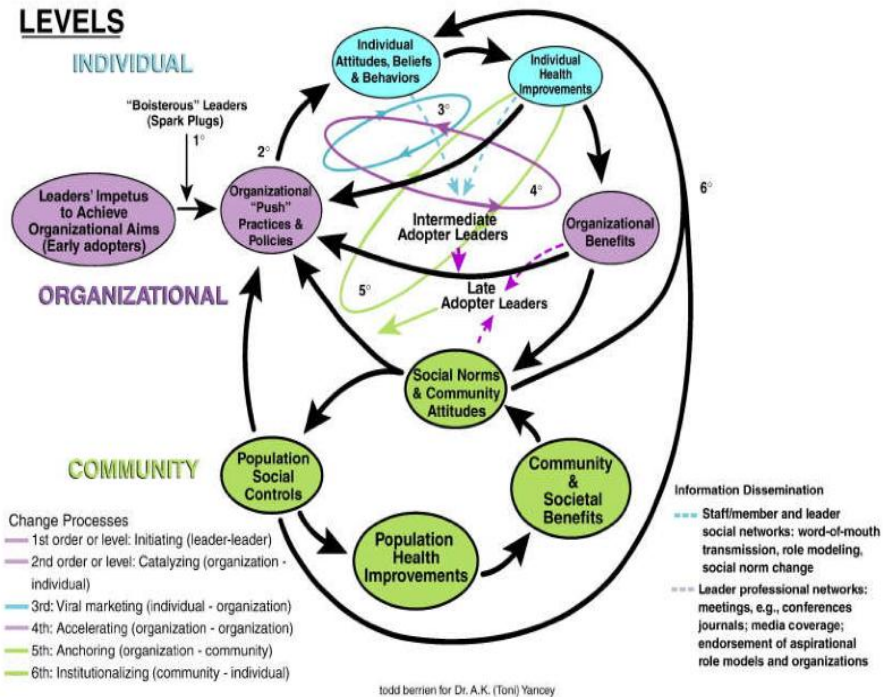 LEVELS
INDIVIDUAL
Individual
Attitudes, Beliefs
& Behaviors
Individual
Health
Improvements
"Boisterous" Leaders
(Spark Plugs)
1°
2°
3°
4°
5°
6°
Leaders' Impetus
to Achieve
Organizational Aims
(Early adopters)
Organizational
"Push"
Practices &
Policies
Intermediate
Adopter Leaders
Organizational
Benefits
ORGANIZATIONAL
Late
Adopter Leaders
Social Norms
& Community
Attitudes
COMMUNITY
Population
Social
Controls
Community
&
Societal
Benefits
Population
Health
Improvements
Change Processes
1st order or level: Initiating (leader-leader)
2nd order or level: Catalyzing (organization -
individual)
3rd: Viral marketing (individual - organization)
4th: Accelerating (organization - organization)
5th: Anchoring (organization - community)
6th: Institutionalizing (community - individual)
Information Dissemination
Staff/member and leader
social networks: word-of-mouth
transmission, role modeling,
social norm change
Leader professional networks:
meetings, e.g., conferences
journals; media coverage;
endorsement of aspirational
role models and organizations
todd berrien for Dr. A.K. (Toni) Yancey